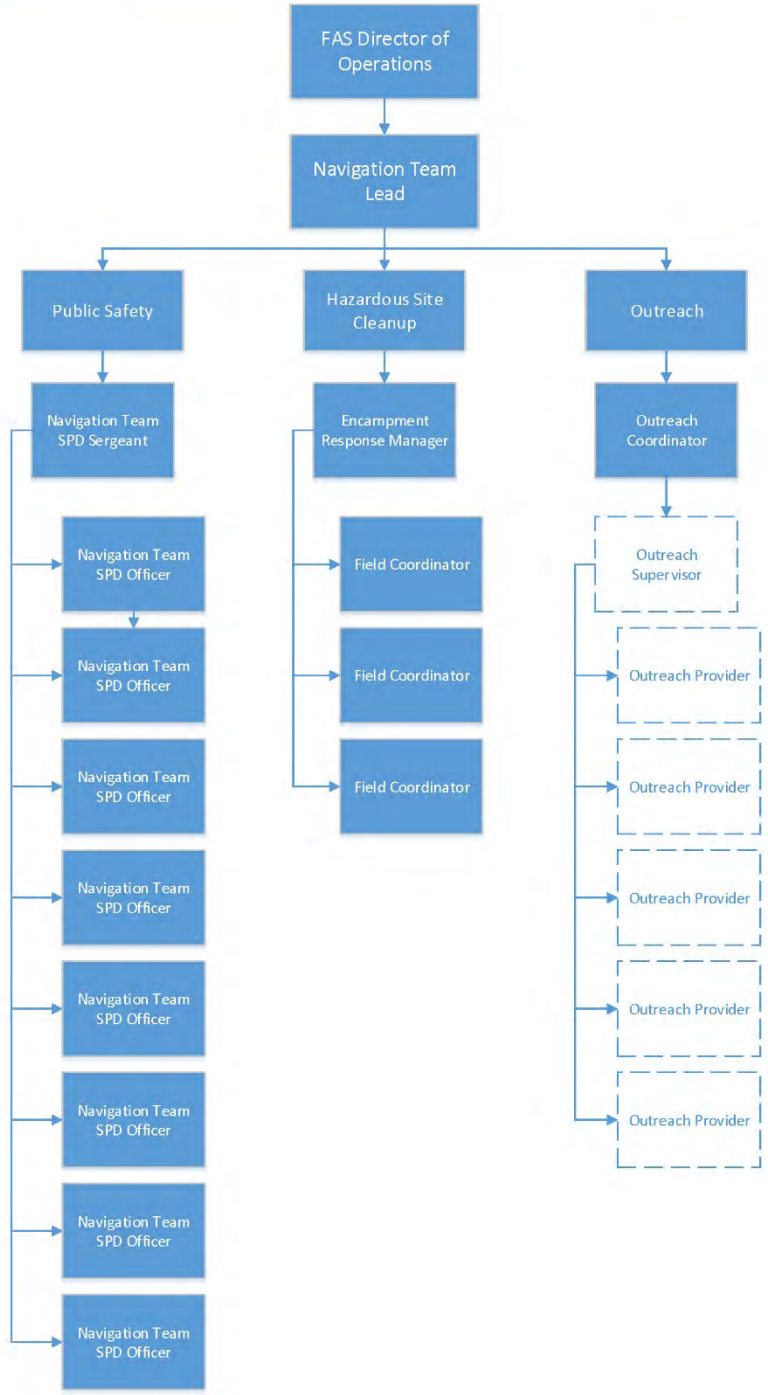 FAS Director of
Operations
Navigation Team
Lead
Public Safety
Hazardous Site
Cleanup
Outreach
Navigation Team
SPD Sergeant
Encampment
Response Manager
Outreach
Coordinator
Navigation Team
SPD Officer
Field Coordinator
Outreach
Supervisor
Navigation Team
SPD Officer
Field Coordinator
Outreach Provider
Navigation Team
SPD Officer
Field Coordinator
Outreach Provider
Navigation Team
SPD Officer
Outreach Provider
Navigation Team
SPD Officer
Outreach Provider
Navigation Team
SPD Officer
Outreach Provider
Navigation Team
SPD Officer
Navigation Team
SPD Officer